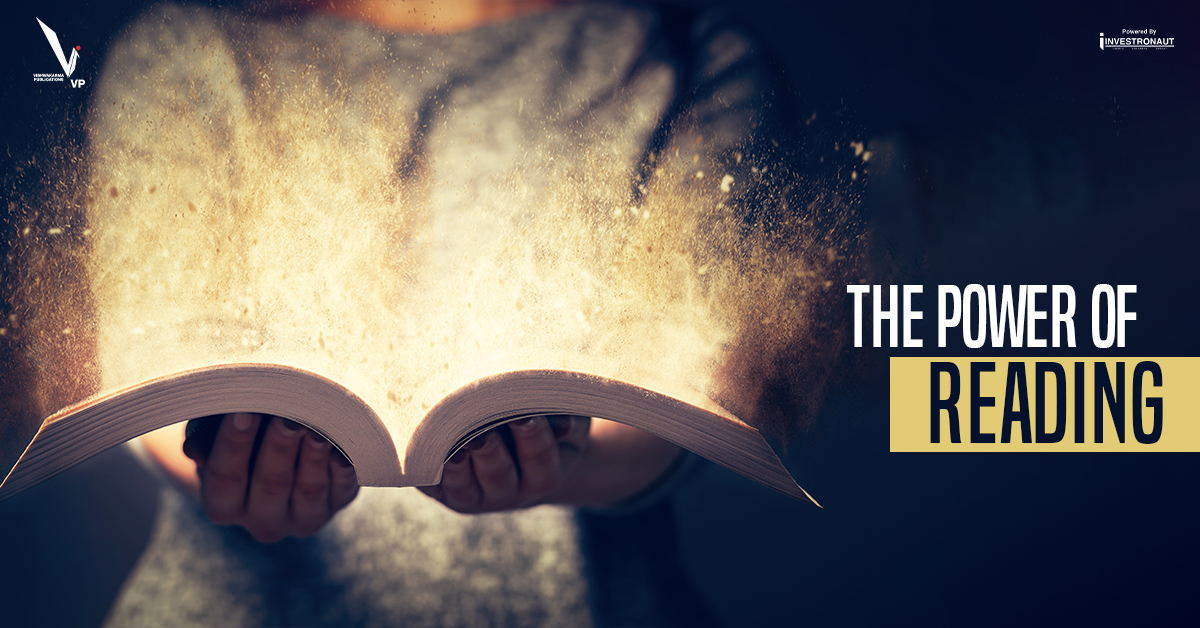 VISHWAKARMA
PUBLICATIONS
VP
Powered By
INVESTRONAUT
THE POWER OF
READING